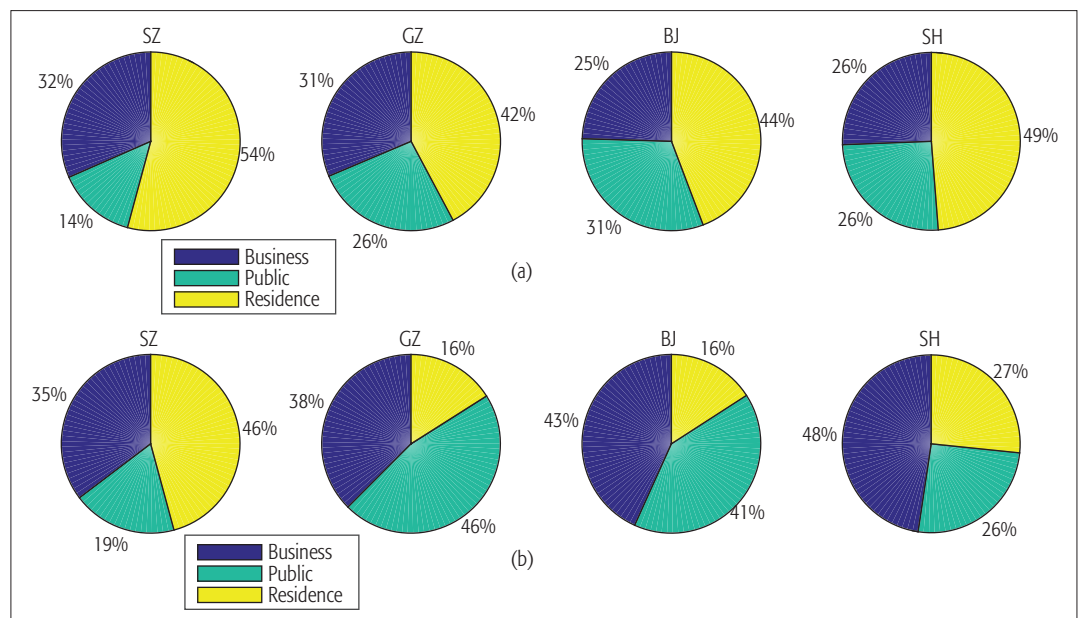 SZ GZ BJ SH
32% 31% 25% 26%
42% 44% 49%
54%
14% 26% 31% 26%
Business
Public
Residence
(a)
SZ GZ BJ SH
16% 16% 27%
35% 38% 43% 48%
46%
19% 46% 41% 26%
Business
Public
Residence
(b)